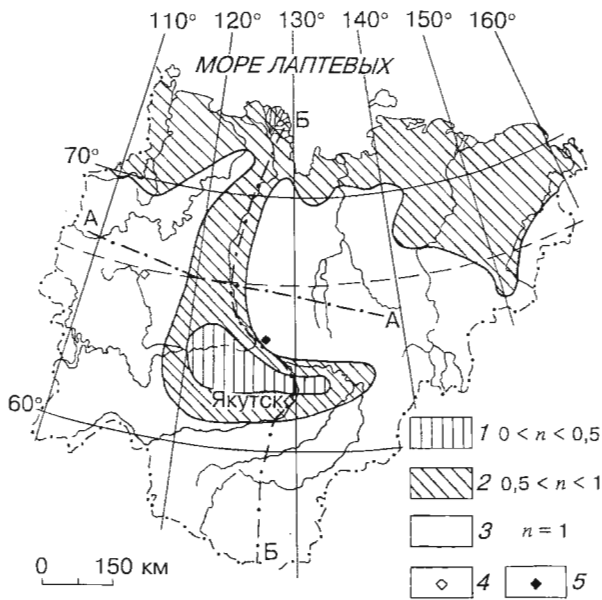 110° 120° 130° 140° 150° 160°
МОРЕ ЛАПТЕВЫХ
Б
70°
А
А
Якутск
60°
1 0 < n < 0,5
2 0,5 < n < 1
3 n = 1
4 5
Б
0 150 км